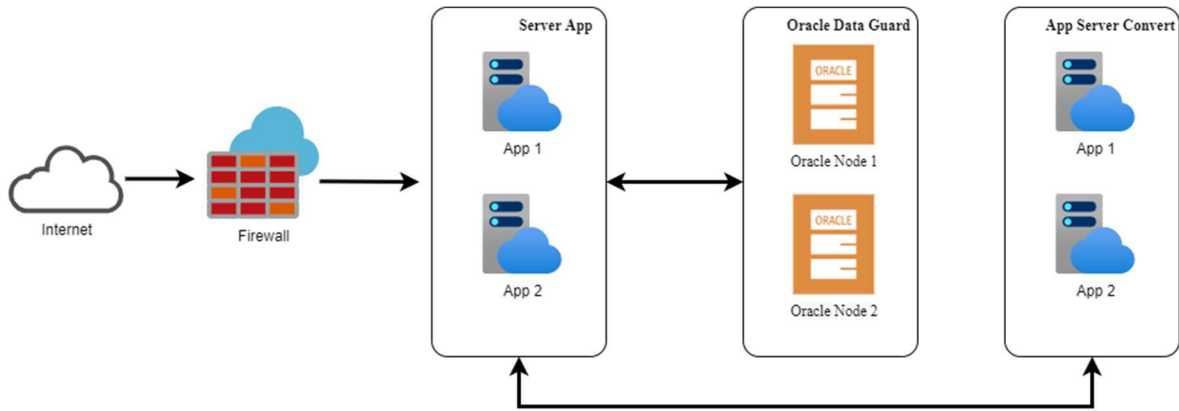 Server App
Oracle Data Guard
App Server Convert
ORACLE
App 1
Oracle Node 1
App 1
Internet
Firewall
ORACLE
App 2
Oracle Node 2
App 2